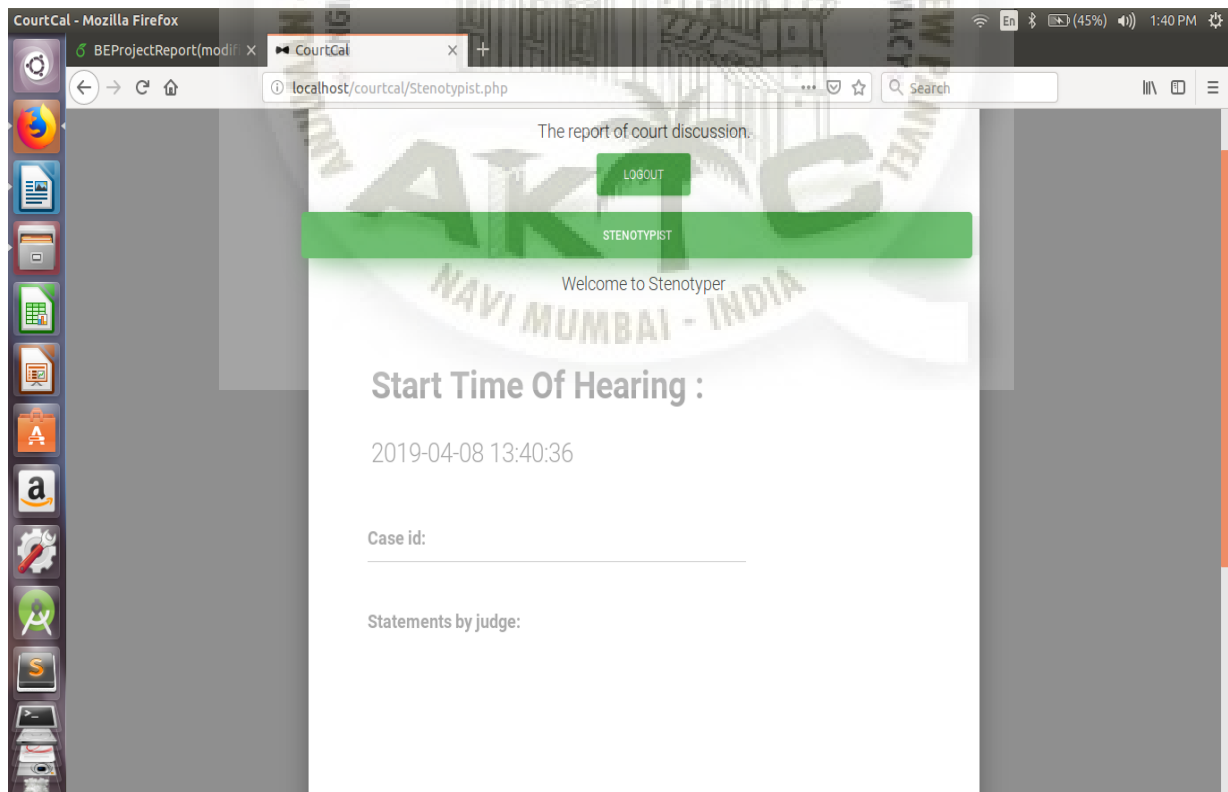 CourtCal - Mozilla Firefox
En (45%) 1:40 PM
BEProjectReport(modif
CourtCal
localhost/courtcal/Stenotypist.php
Search
The report of court discussion.
LOGOUT
STENOTYPIST
Welcome to Stenotyper
AKTC
NAVI MUMBAI - INDIA
Start Time Of Hearing :
2019-04-08 13:40:36
Case id:
Statements by judge: